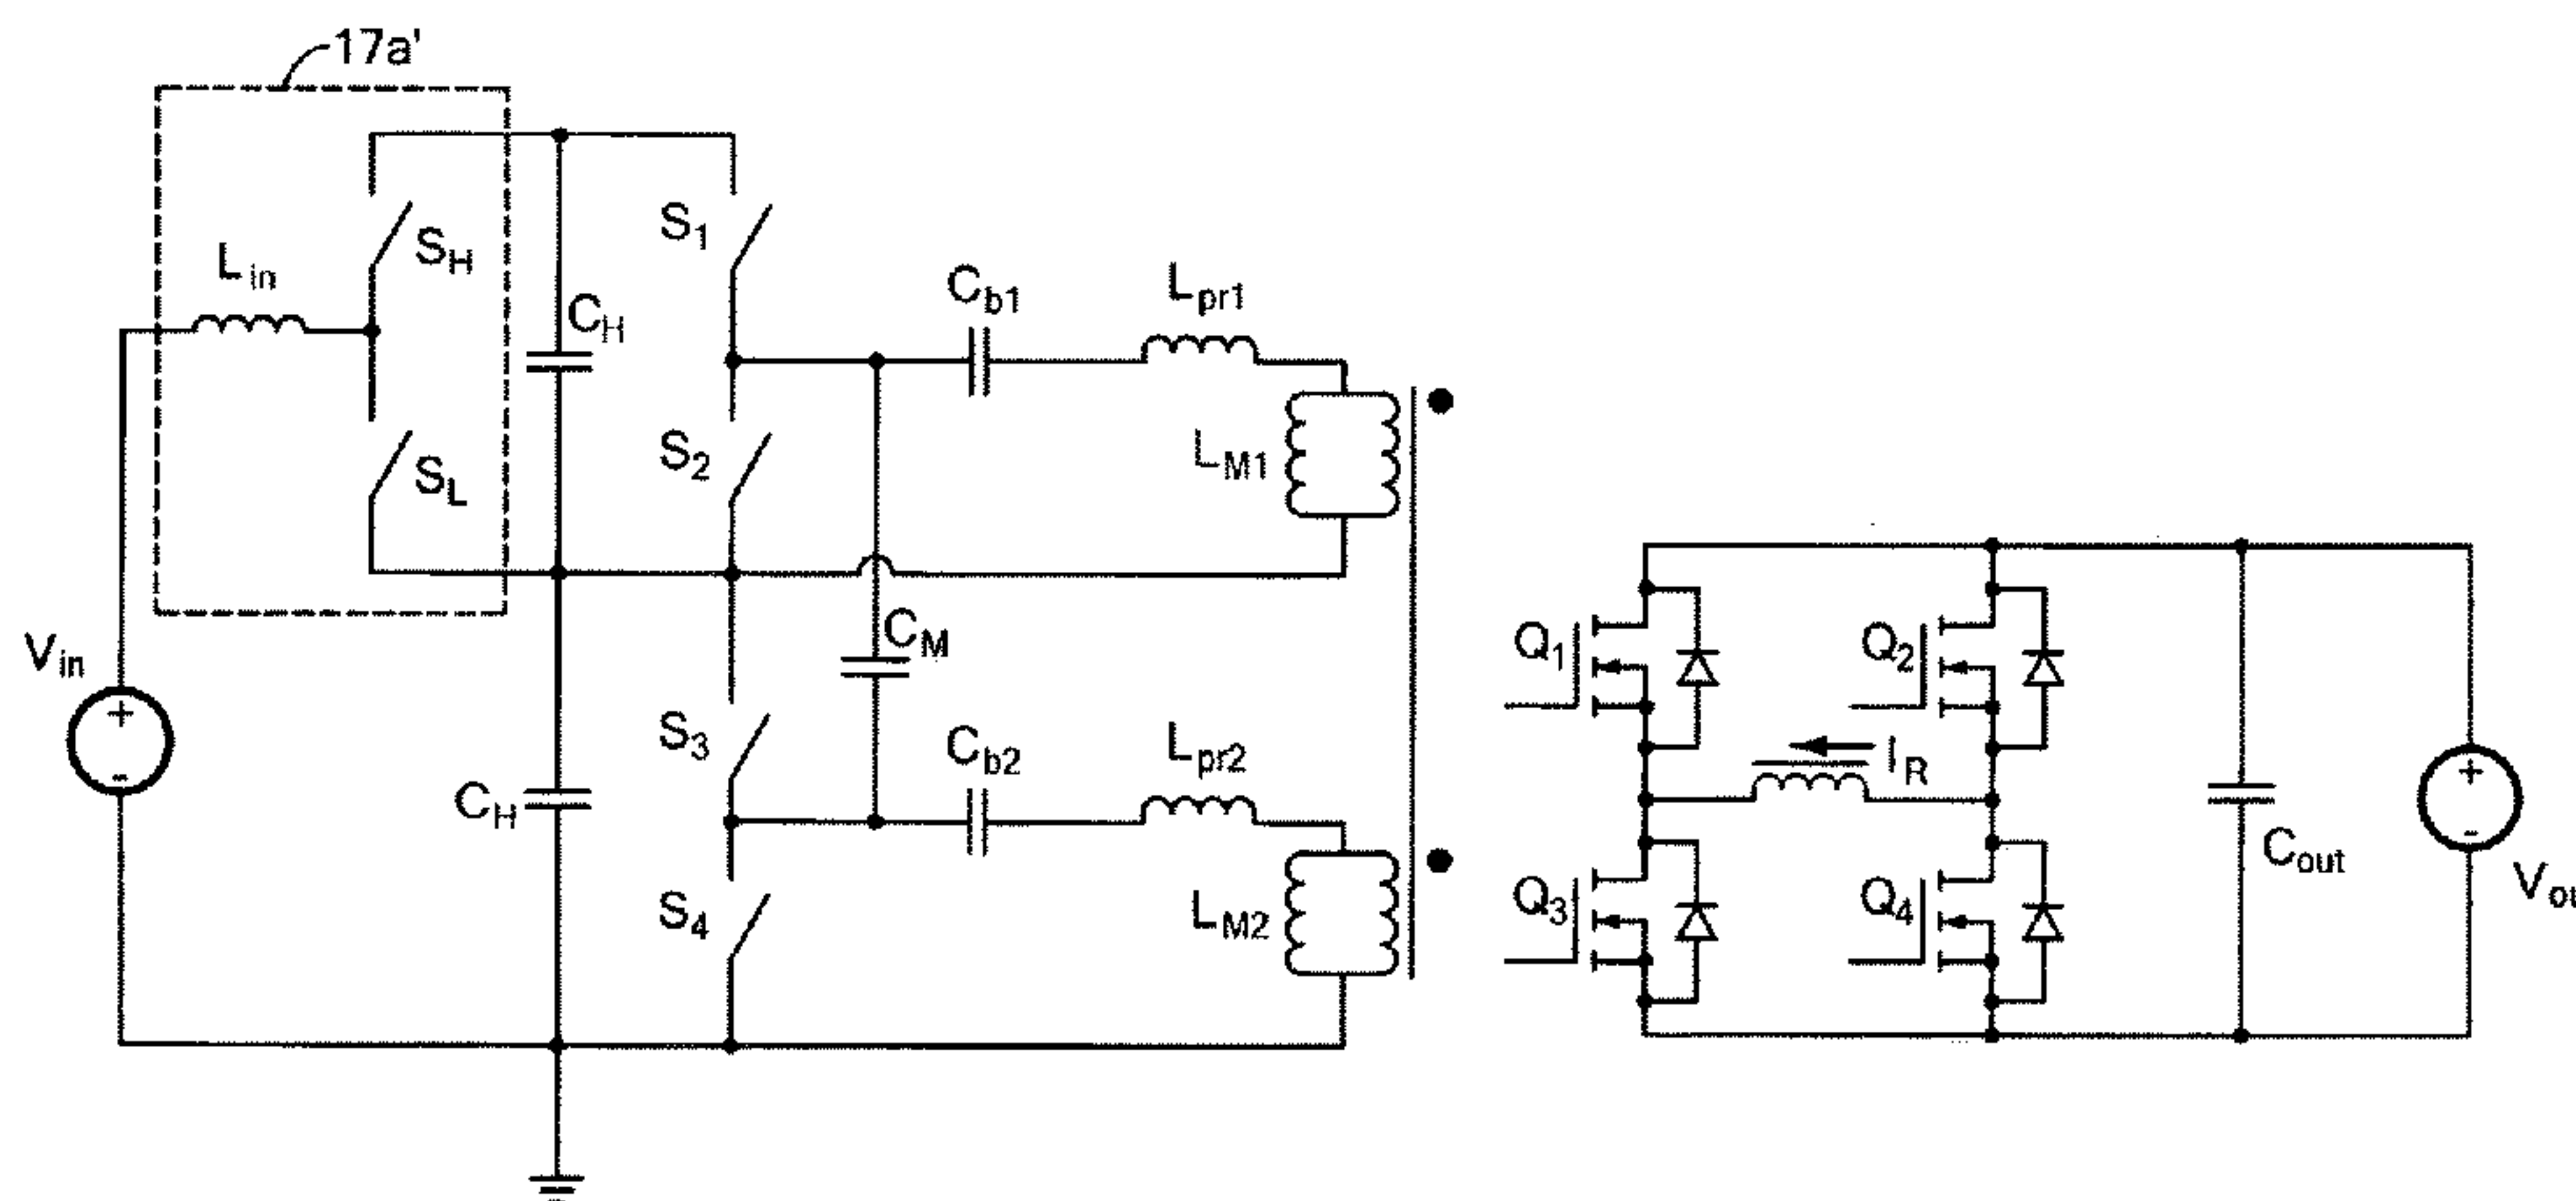 17a'
S1
SH
Lin
CH
Cb1
Lpr1
S2
SL
LM1
Vin
+
-
CM
S3
Cb2
Lpr2
CH
S4
LM2
Q1
Q2
IR
Q3
Q4
Cout
+
-
Vou